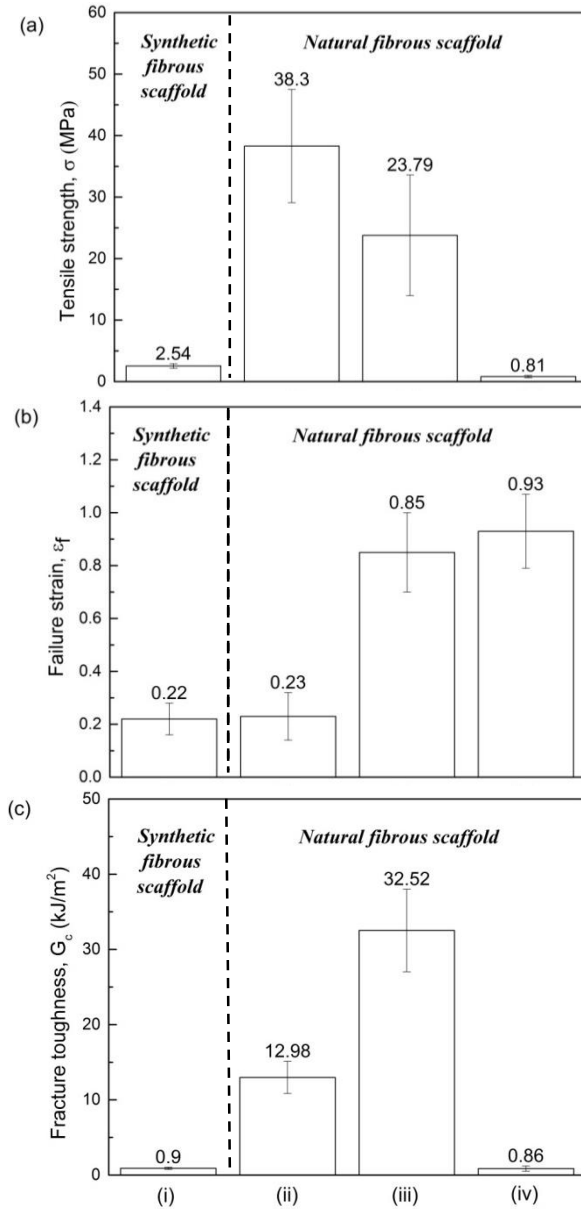 (a)
Synthetic
fibrous
scaffold
Natural fibrous scaffold
Tensile strength, σ (MPa)
60
50
40
30
20
10
0
2.54
38.3
23.79
0.81
(b)
Synthetic
fibrous
scaffold
Natural fibrous scaffold
Failure strain, εf
1.4
1.2
1.0
0.8
0.6
0.4
0.2
0.0
0.22
0.23
0.85
0.93
(c)
Synthetic
fibrous
scaffold
Natural fibrous scaffold
Fracture toughness, Gc (kJ/m²)
50
40
30
20
10
0
0.9
12.98
32.52
0.86
(i)
(ii)
(iii)
(iv)